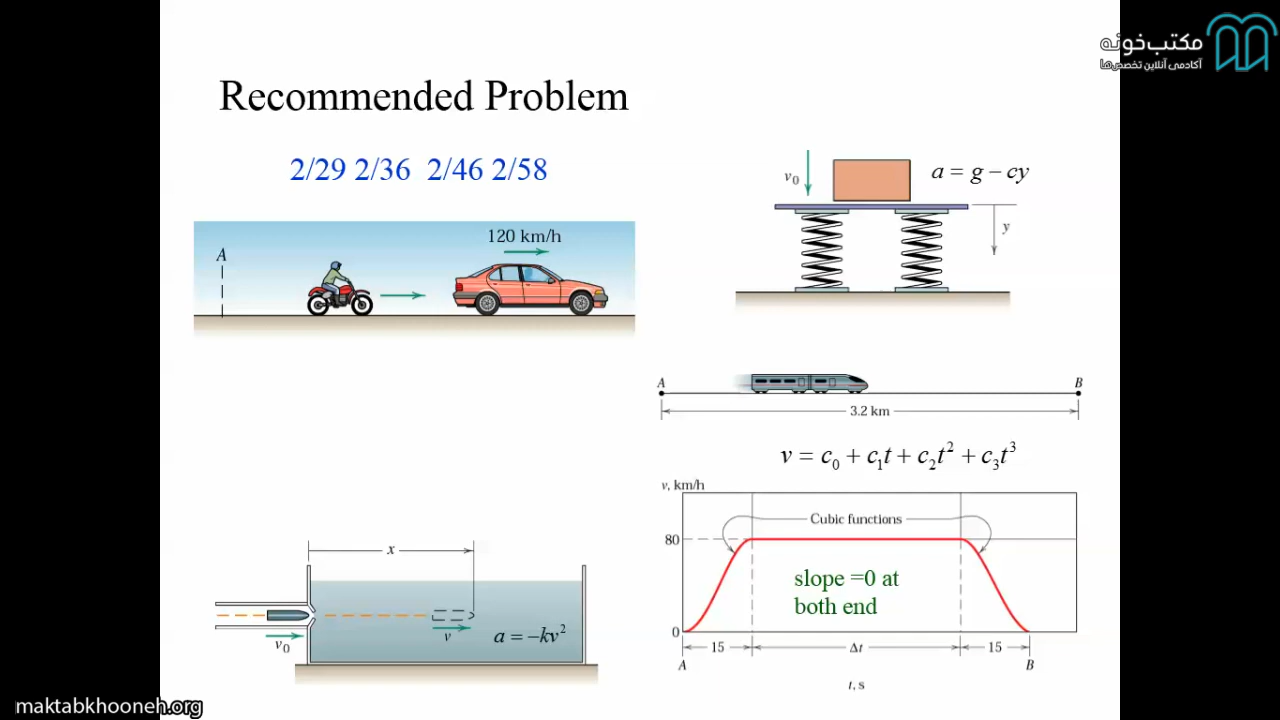 مکتب‌خونه
آکادمی آنلاین تخصص‌ها
Recommended Problem
2/29 2/36 2/46 2/58
A
120 km/h
v₀
a = g − cy
y
A
B
3.2 km
v = c₀ + c₁t + c₂t² + c₃t³
v, km/h
Cubic functions
80
slope =0 at
both end
0
15
Δt
15
A
B
t, s
x
v₀
v
a = −kv²
maktabkhooneh.org